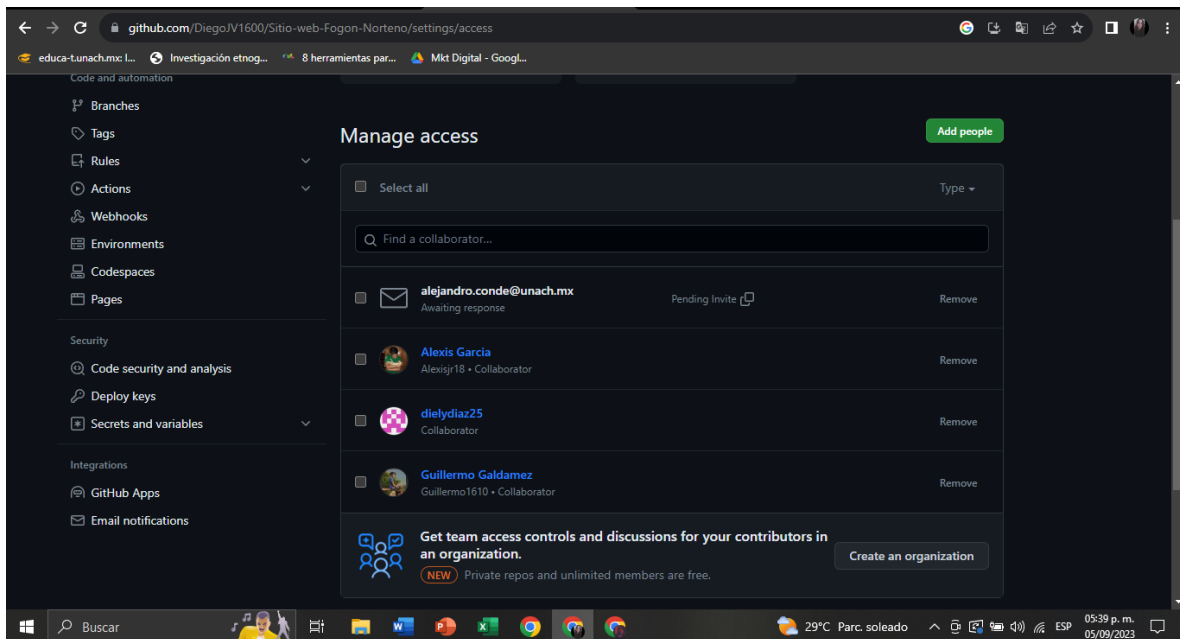 github.com/DiegoJV1600/Sitio-web-Fogon-Norteno/settings/access
educa-t.unach.mx: I... Investigación etnog... 8 herramientas par... Mkt Digital - Googl...
Code and automation
Branches
Tags
Rules
Actions
Webhooks
Environments
Codespaces
Pages
Security
Code security and analysis
Deploy keys
Secrets and variables
Integrations
GitHub Apps
Email notifications
Manage access
Add people
Select all
Type
Find a collaborator...
alejandro.conde@unach.mx
Awaiting response
Pending Invite
Remove
Alexis Garcia
Alexisjr18 • Collaborator
Remove
dielydiaz25
Collaborator
Remove
Guillermo Galdamez
Guillermo1610 • Collaborator
Remove
Get team access controls and discussions for your contributors in
an organization.
NEW Private repos and unlimited members are free.
Create an organization
Buscar
29°C Parc. soleado
ESP
05:39 p. m.
05/09/2023